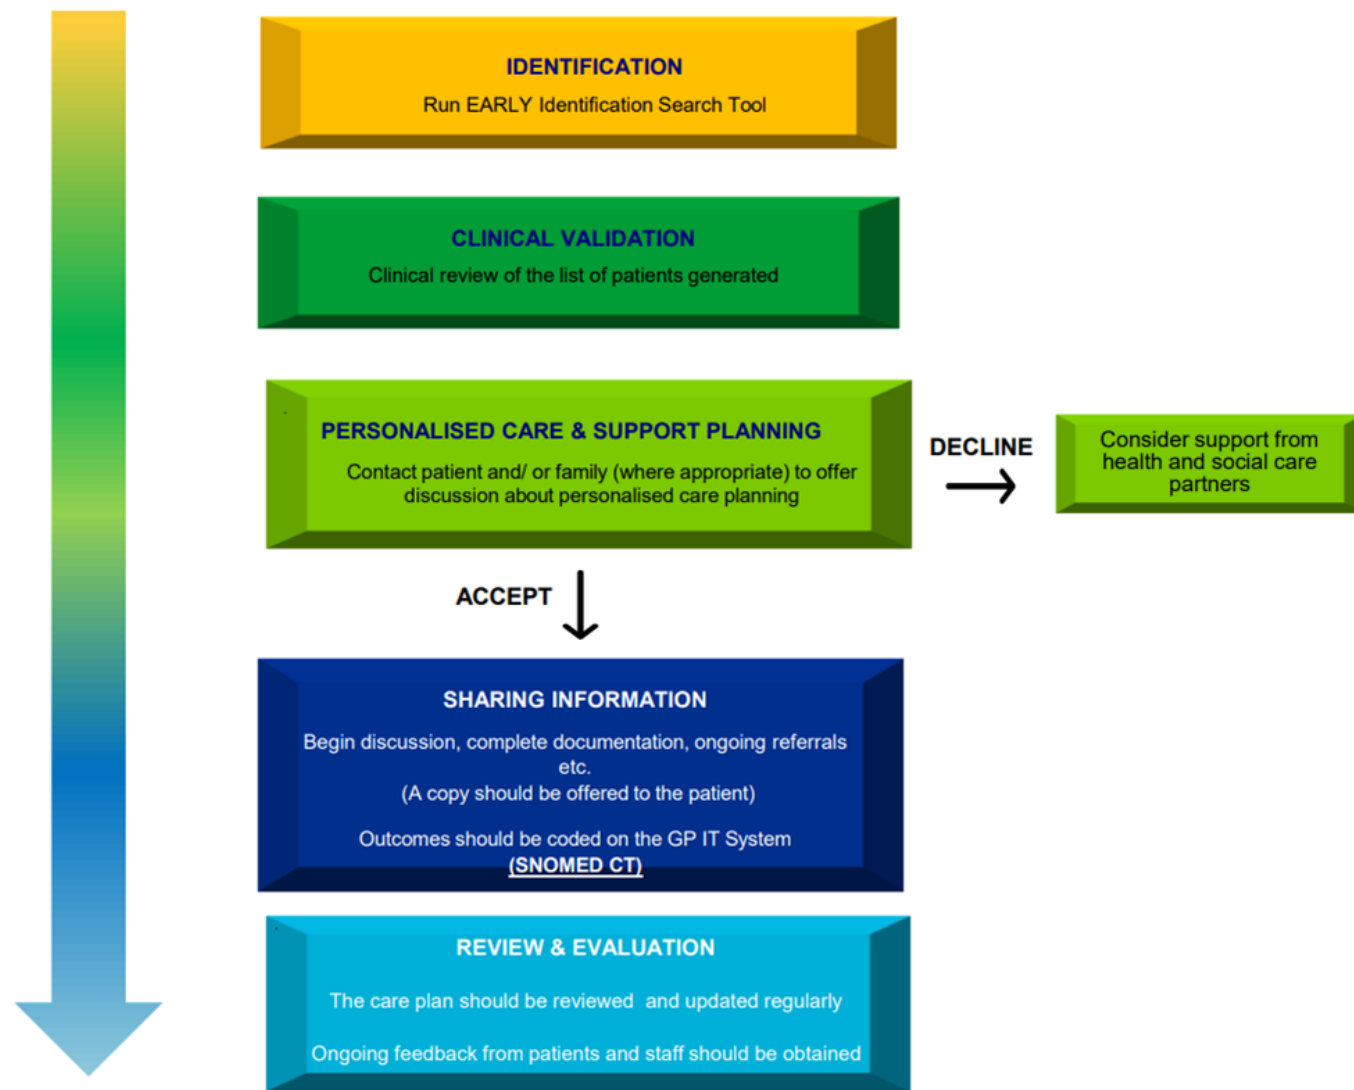 IDENTIFICATION
Run EARLY Identification Search Tool
CLINICAL VALIDATION
Clinical review of the list of patients generated
PERSONALISED CARE & SUPPORT PLANNING
Contact patient and/ or family (where appropriate) to offer
discussion about personalised care planning
DECLINE
Consider support from
health and social care
partners
ACCEPT
SHARING INFORMATION
Begin discussion, complete documentation, ongoing referrals
etc.
(A copy should be offered to the patient)
Outcomes should be coded on the GP IT System
(SNOMED CT)
REVIEW & EVALUATION
The care plan should be reviewed  and updated regularly
Ongoing feedback from patients and staff should be obtained